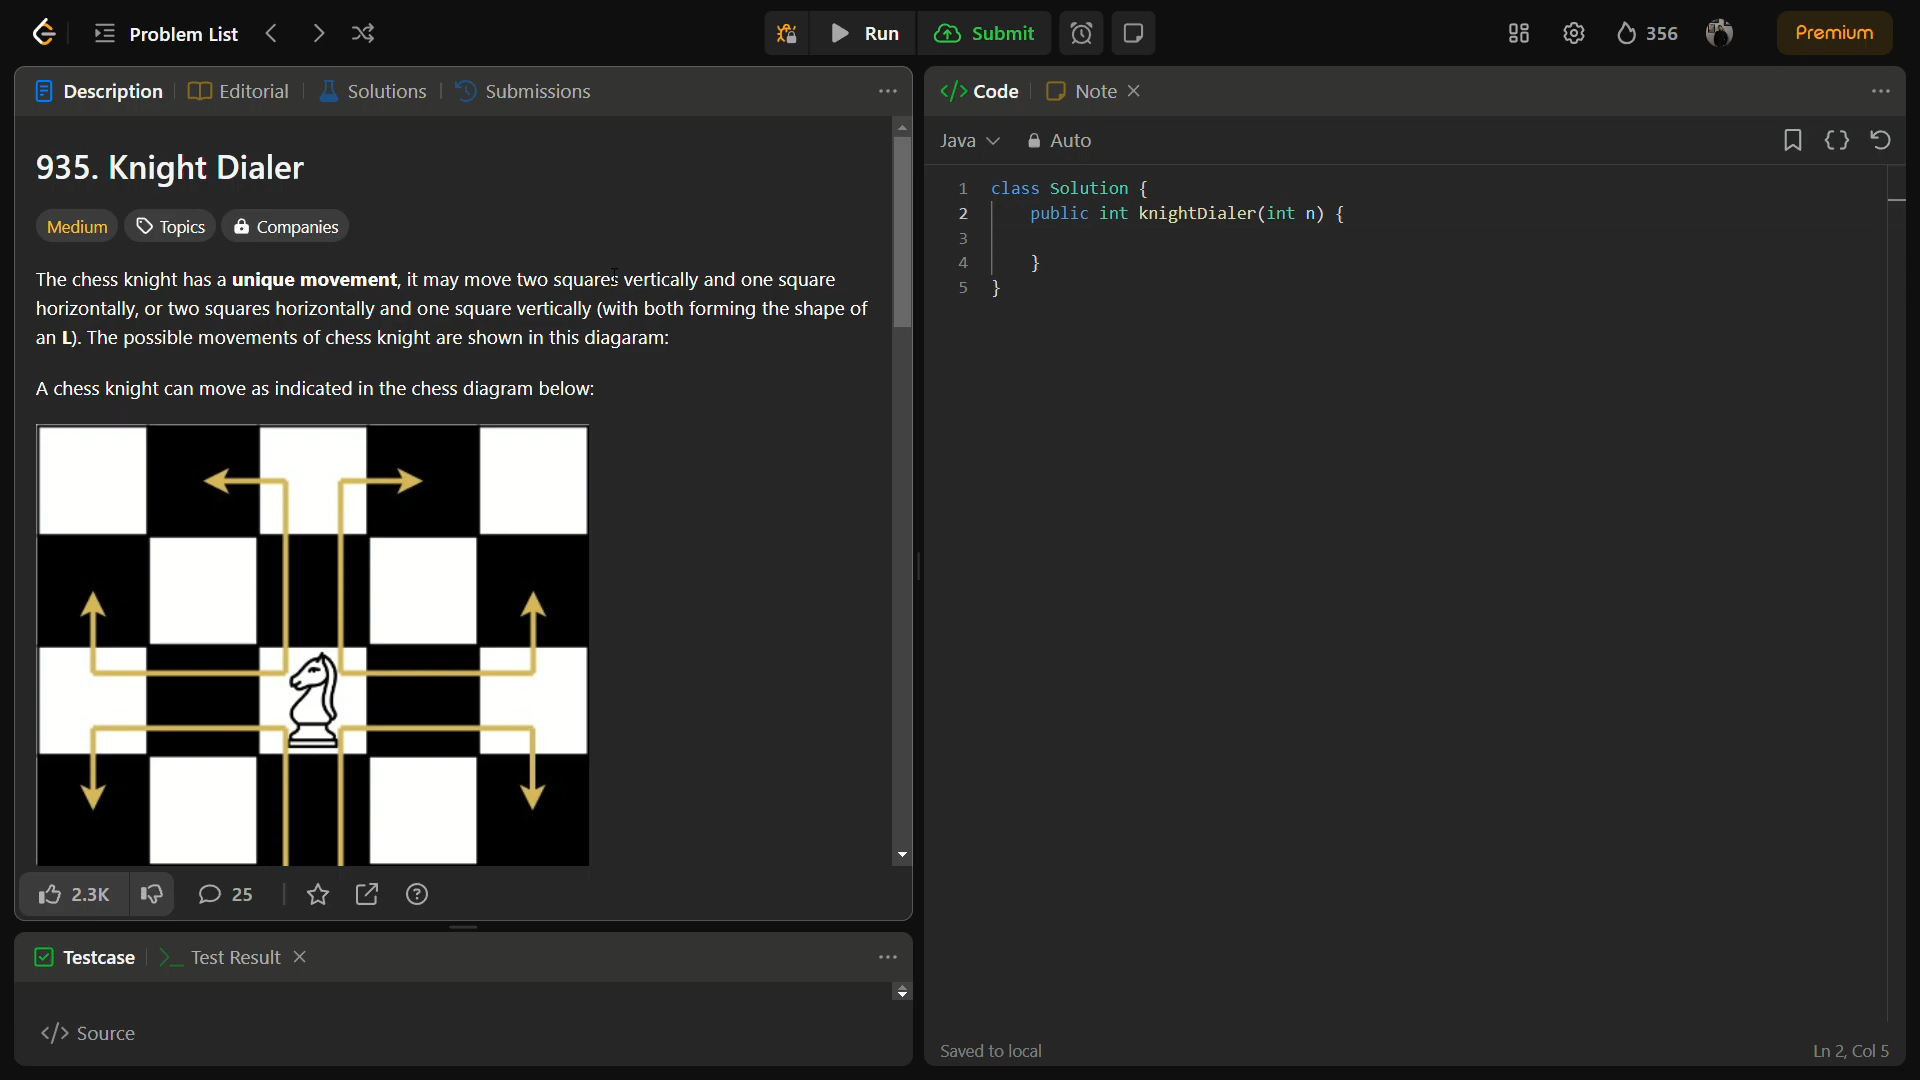 Problem List
Run
Submit
356
Premium
Description
Editorial
Solutions
Submissions
935. Knight Dialer
Medium
Topics
Companies
The chess knight has a unique movement, it may move two squares vertically and one square
horizontally, or two squares horizontally and one square vertically (with both forming the shape of
an L). The possible movements of chess knight are shown in this diagaram:
A chess knight can move as indicated in the chess diagram below:
2.3K
25
Testcase
Test Result
Source
Code
Note
Java
Auto
1 class Solution {
2 public int knightDialer(int n) {
3
4 }
5 }
Saved to local
Ln 2, Col 5